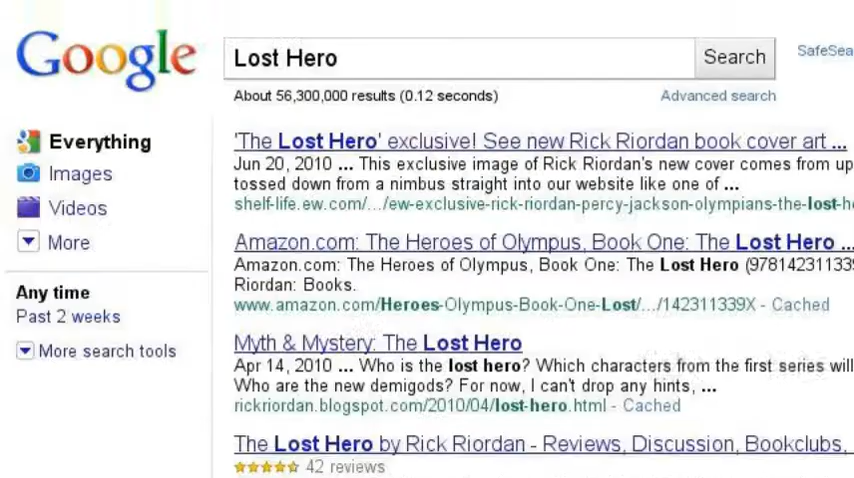 Google
Lost Hero
Search
SafeSea
About 56,300,000 results (0.12 seconds)
Advanced search
Everything
Images
Videos
More
Any time
Past 2 weeks
More search tools
'The Lost Hero' exclusive! See new Rick Riordan book cover art ...
Jun 20, 2010 ... This exclusive image of Rick Riordan's new cover comes from up
tossed down from a nimbus straight into our website like one of ...
shelf-life.ew.com/.../ew-exclusive-rick-riordan-percy-jackson-olympians-the-lost-he
Amazon.com: The Heroes of Olympus, Book One: The Lost Hero ...
Amazon.com: The Heroes of Olympus, Book One: The Lost Hero (978142311339
Riordan: Books.
www.amazon.com/Heroes-Olympus-Book-One-Lost/.../142311339X - Cached
Myth & Mystery: The Lost Hero
Apr 14, 2010 ... Who is the lost hero? Which characters from the first series will
Who are the new demigods? For now, I can't drop any hints, ...
rickriordan.blogspot.com/2010/04/lost-hero.html - Cached
The Lost Hero by Rick Riordan - Reviews, Discussion, Bookclubs,
42 reviews